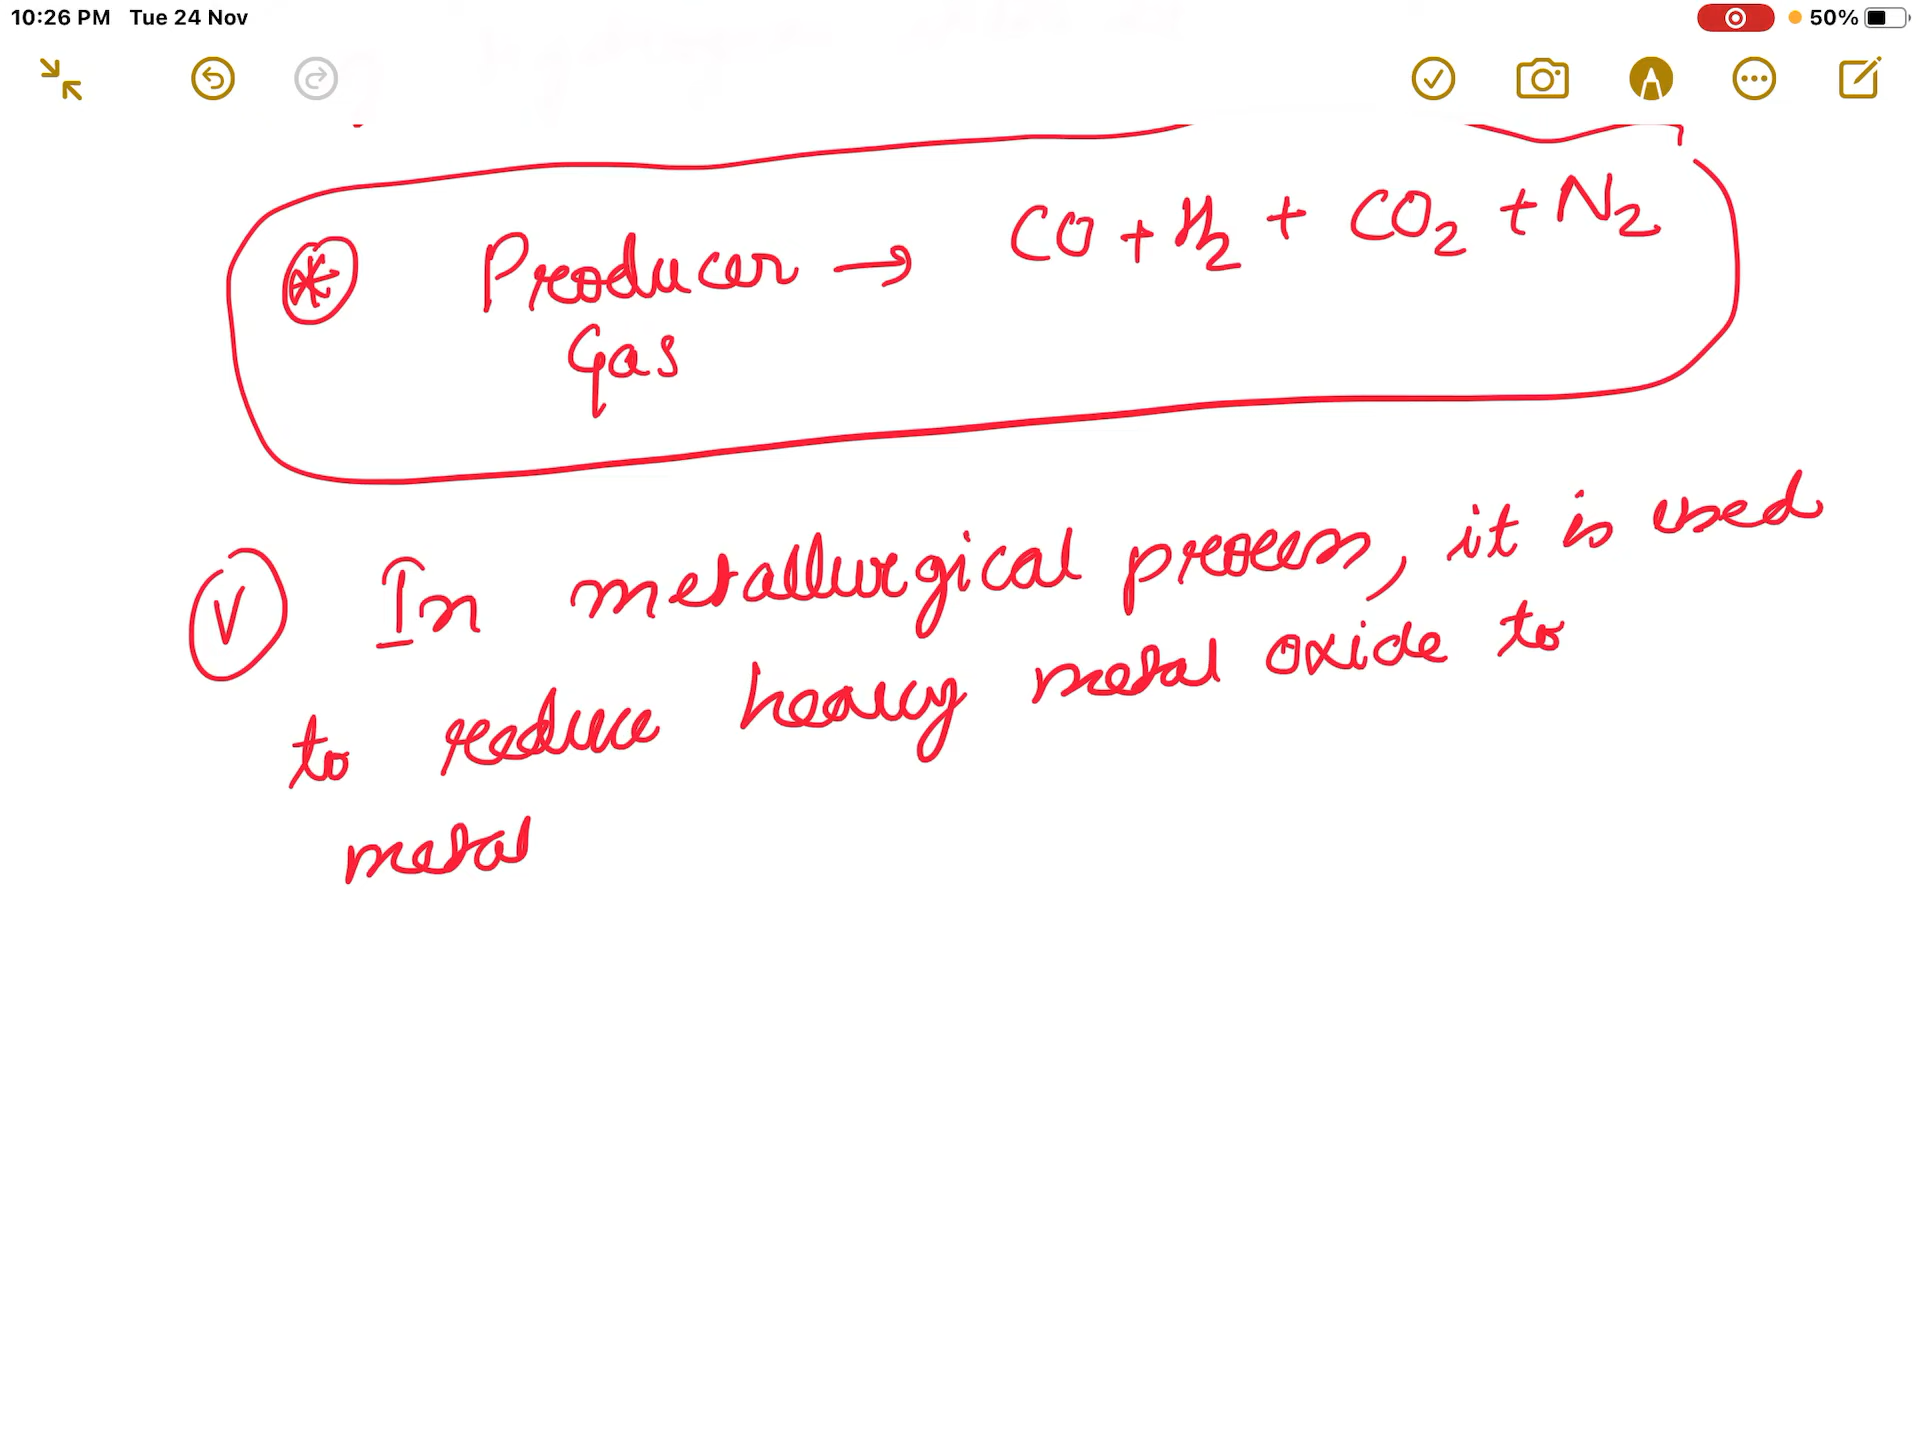 10:26 PM Tue 24 Nov 50%
* Producer → CO + H₂ + CO₂ + N₂
Gas
(V) In metallurgical process, it is used
to reduce heavy metal oxide to
metal